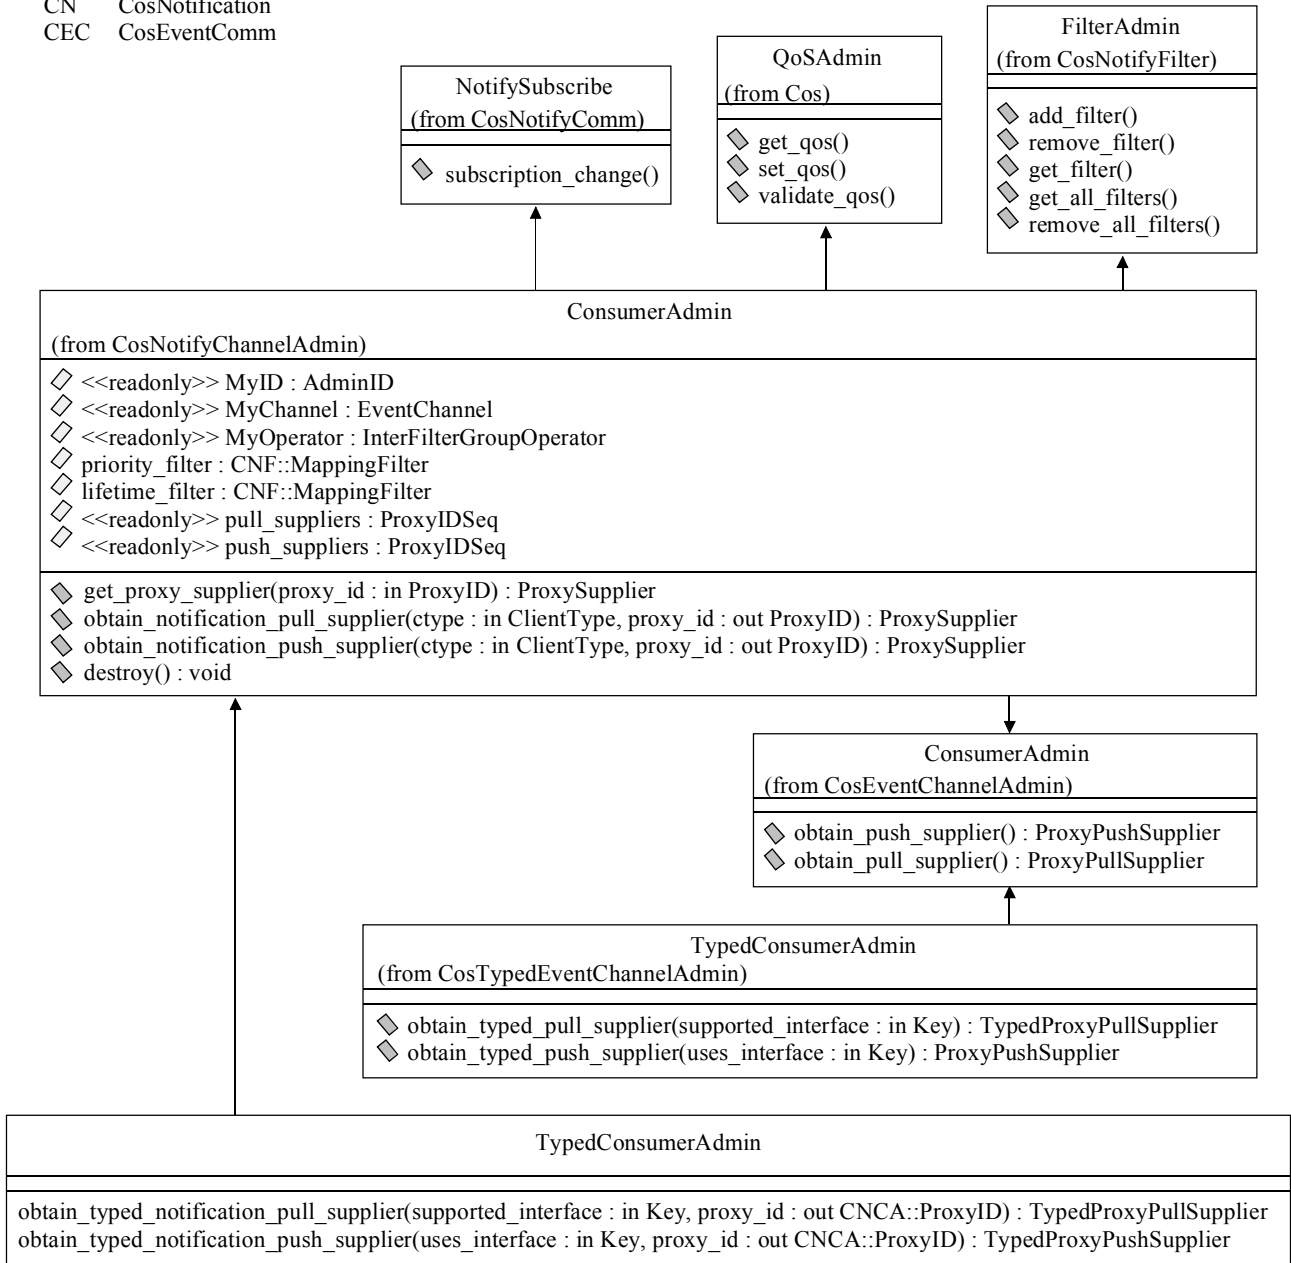 CN CosNotification
CEC CosEventComm
FilterAdmin
(from CosNotifyFilter)
add_filter()
remove_filter()
get_filter()
get_all_filters()
remove_all_filters()
QoSAdmin
(from Cos)
get_qos()
set_qos()
validate_qos()
NotifySubscribe
(from CosNotifyComm)
subscription_change()
ConsumerAdmin
(from CosNotifyChannelAdmin)
<<readonly>> MyID : AdminID
<<readonly>> MyChannel : EventChannel
<<readonly>> MyOperator : InterFilterGroupOperator
priority_filter : CNF::MappingFilter
lifetime_filter : CNF::MappingFilter
<<readonly>> pull_suppliers : ProxyIDSeq
<<readonly>> push_suppliers : ProxyIDSeq
get_proxy_supplier(proxy_id : in ProxyID) : ProxySupplier
obtain_notification_pull_supplier(ctype : in ClientType, proxy_id : out ProxyID) : ProxySupplier
obtain_notification_push_supplier(ctype : in ClientType, proxy_id : out ProxyID) : ProxySupplier
destroy() : void
ConsumerAdmin
(from CosEventChannelAdmin)
obtain_push_supplier() : ProxyPushSupplier
obtain_pull_supplier() : ProxyPullSupplier
TypedConsumerAdmin
(from CosTypedEventChannelAdmin)
obtain_typed_pull_supplier(supported_interface : in Key) : TypedProxyPullSupplier
obtain_typed_push_supplier(uses_interface : in Key) : ProxyPushSupplier
TypedConsumerAdmin
obtain_typed_notification_pull_supplier(supported_interface : in Key, proxy_id : out CNCA::ProxyID) : TypedProxyPullSupplier
obtain_typed_notification_push_supplier(uses_interface : in Key, proxy_id : out CNCA::ProxyID) : TypedProxyPushSupplier